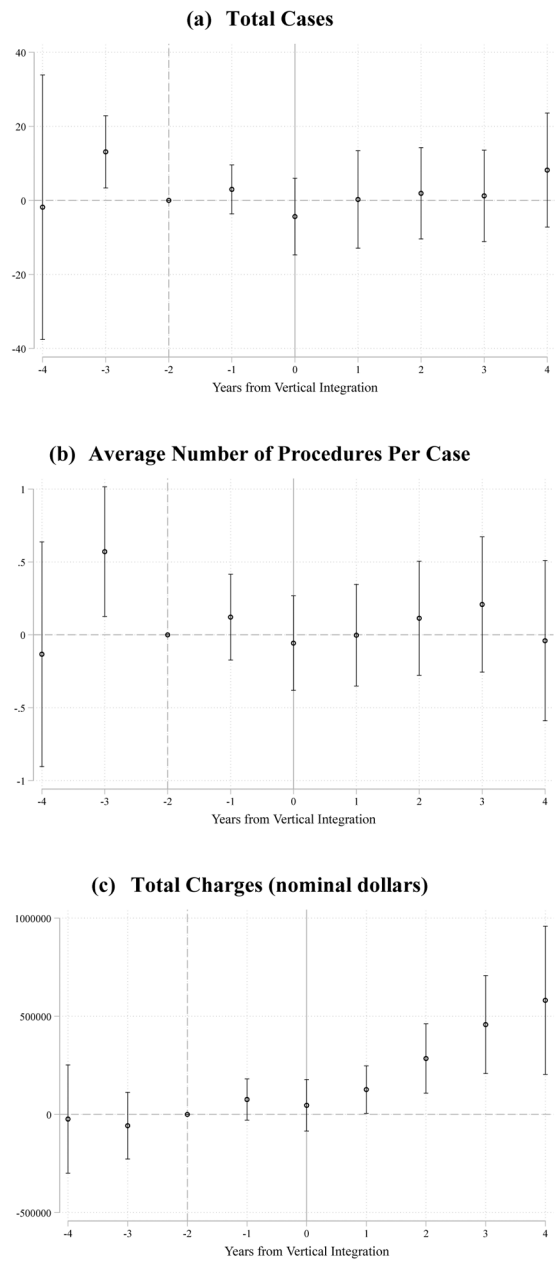 (a) Total Cases
40
20
0
-20
-40
-4 -3 -2 -1 0 1 2 3 4
Years from Vertical Integration
(b) Average Number of Procedures Per Case
1
.5
0
-.5
-1
-4 -3 -2 -1 0 1 2 3 4
Years from Vertical Integration
(c) Total Charges (nominal dollars)
1000000
500000
0
-500000
-4 -3 -2 -1 0 1 2 3 4
Years from Vertical Integration